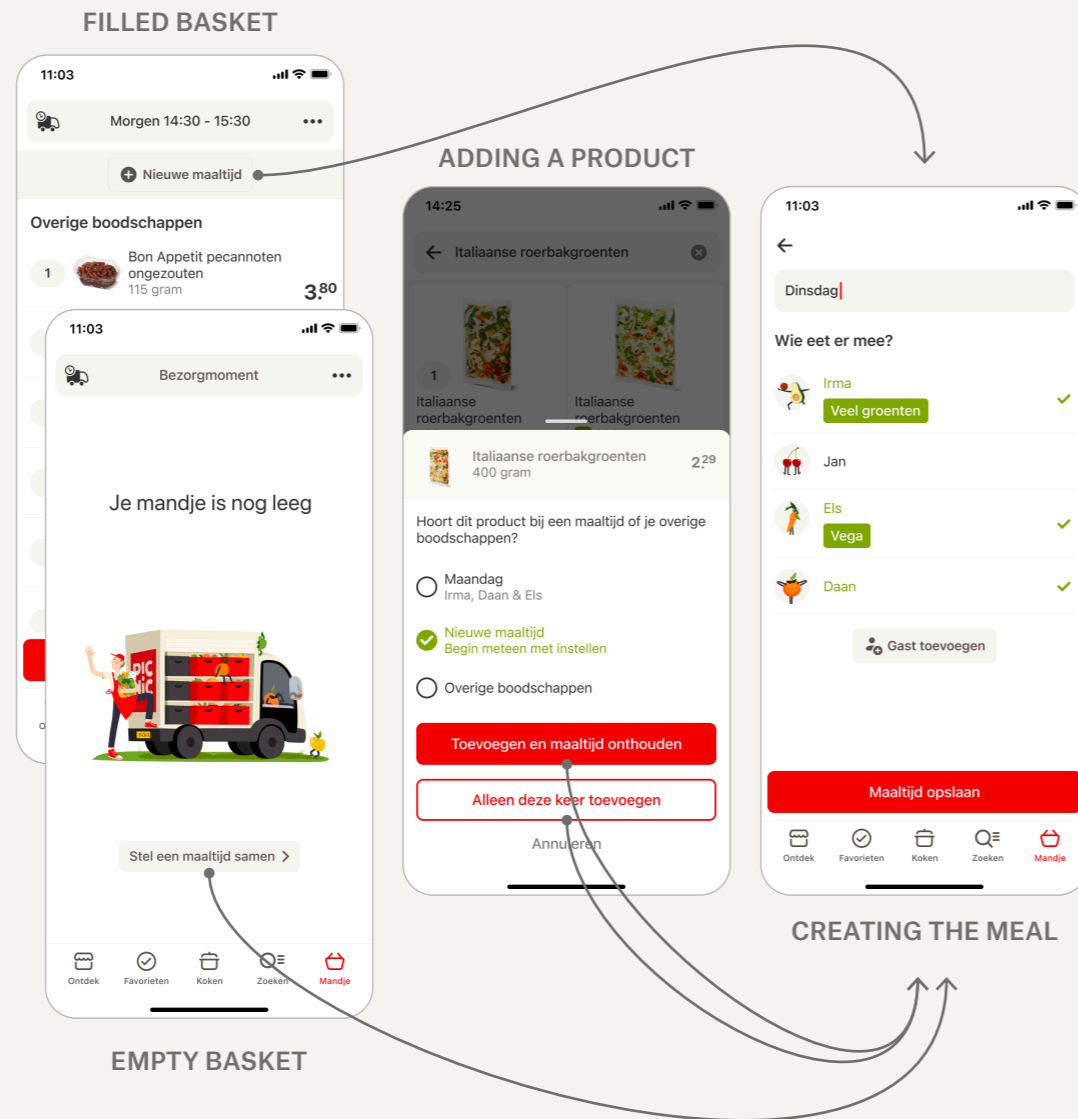 FILLED BASKET
11:03
Morgen 14:30 - 15:30
Nieuwe maaltijd
Overige boodschappen
1
Bon Appetit pecannoten
ongezouten
115 gram
3.80
11:03
Bezorgmoment
Je mandje is nog leeg
PIC
NIC
Stel een maaltijd samen
Ontdek
Favorieten
Koken
Zoeken
Mandje
EMPTY BASKET
ADDING A PRODUCT
14:25
Italiaanse roerbakgroenten
1
Italiaanse
roerbakgroenten
Italiaanse
roerbakgroenten
Italiaanse roerbakgroenten
400 gram
2.29
Hoort dit product bij een maaltijd of je overige
boodschappen?
Maandag
Irma, Daan & Els
Nieuwe maaltijd
Begin meteen met instellen
Overige boodschappen
Toevoegen en maaltijd onthouden
Alleen deze keer toevoegen
Annuleren
11:03
Dinsdag
Wie eet er mee?
Irma
Veel groenten
Jan
Els
Vega
Daan
Gast toevoegen
Maaltijd opslaan
Ontdek
Favorieten
Koken
Zoeken
Mandje
CREATING THE MEAL